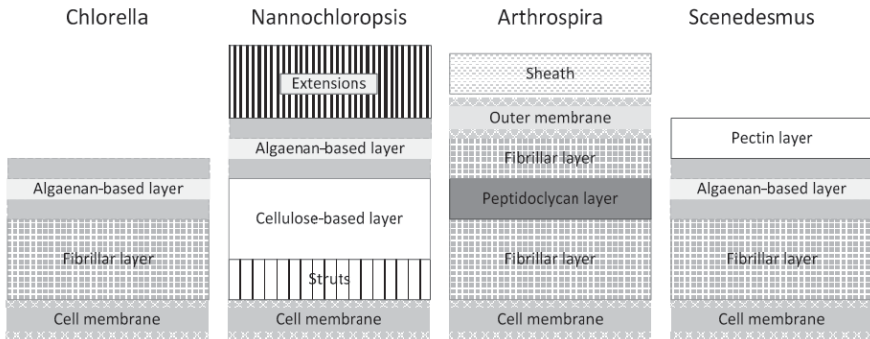 Chlorella
Nannochloropsis
Arthrospira
Scenedesmus
Algaenan-based layer
Fibrillar layer
Cell membrane
Extensions
Algaenan-based layer
Cellulose-based layer
Struts
Cell membrane
Sheath
Outer membrane
Fibrillar layer
Peptidoclycan layer
Fibrillar layer
Cell membrane
Pectin layer
Algaenan-based layer
Fibrillar layer
Cell membrane